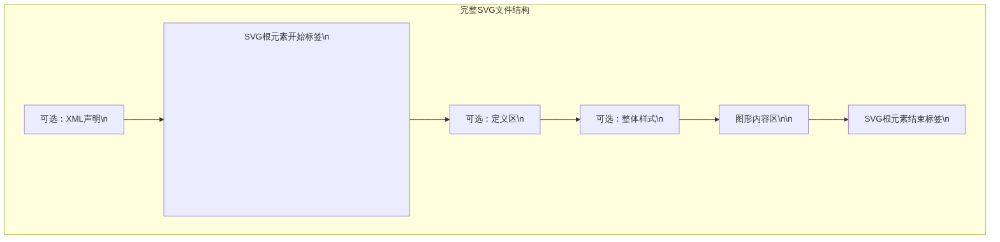 完整SVG文件结构
SVG根元素开始标签\n
可选：XML声明\n
可选：定义区\n
可选：整体样式\n
图形内容区\n\n
SVG根元素结束标签\n